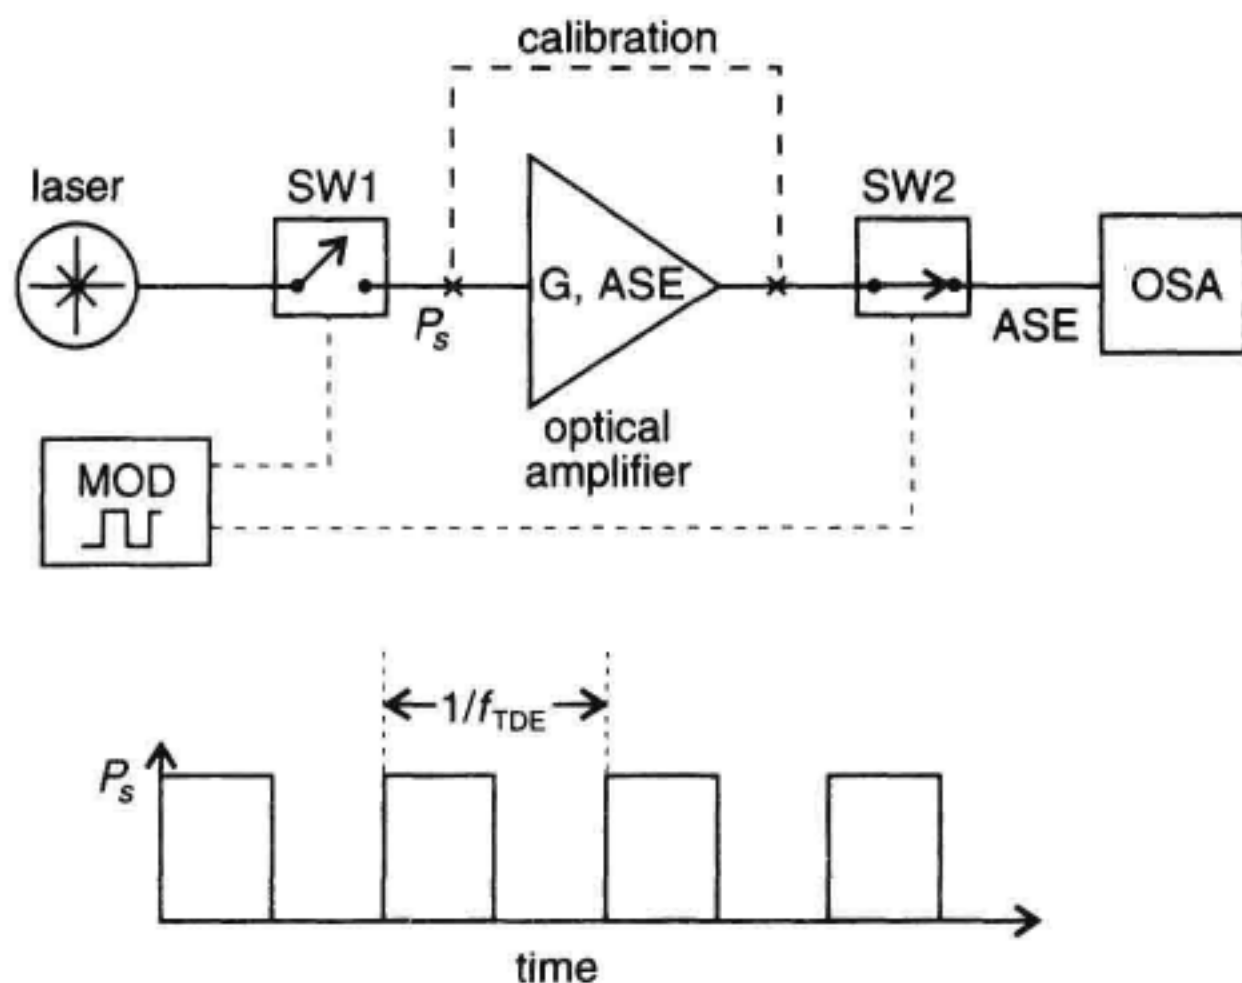 calibration
laser
SW1
SW2
G, ASE
OSA
P_s
ASE
optical
amplifier
MOD
1/f_TDE
P_s
time